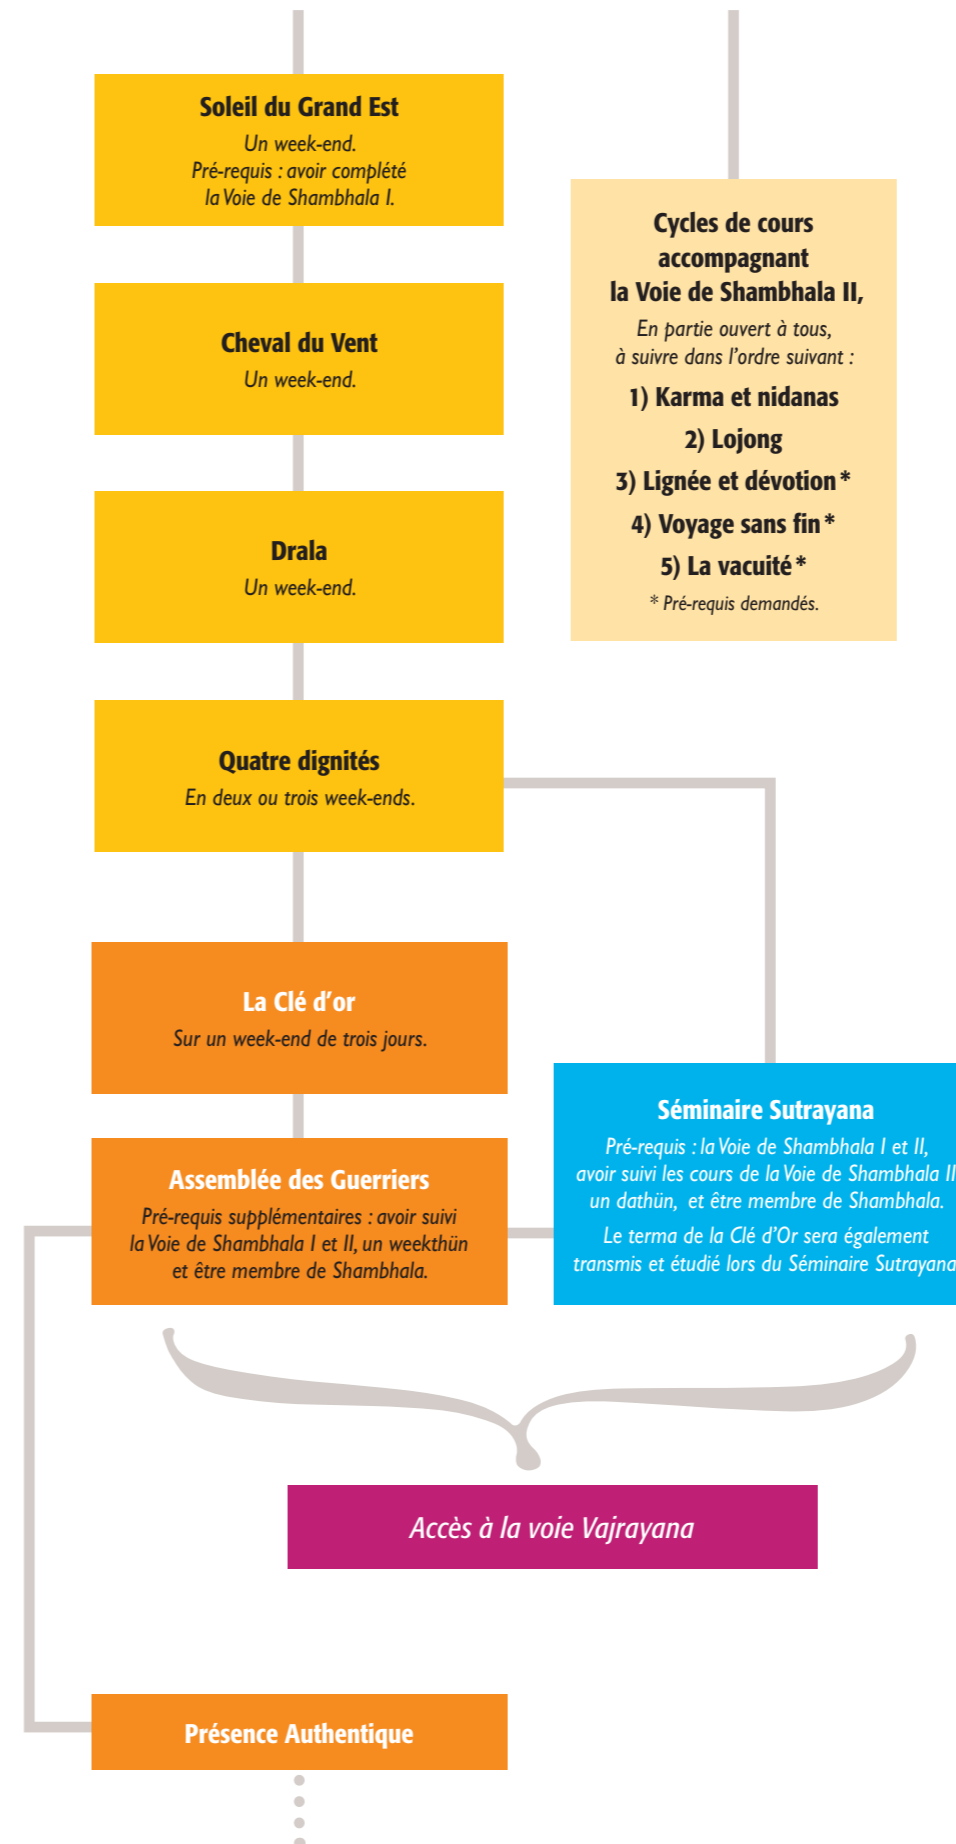 Soleil du Grand Est
Un week-end.
Pré-requis : avoir complété
la Voie de Shambhala I.
Cheval du Vent
Un week-end.
Drala
Un week-end.
Quatre dignités
En deux ou trois week-ends.
Cycles de cours
accompagnant
la Voie de Shambhala II,
En partie ouvert à tous,
à suivre dans l’ordre suivant :
1) Karma et nidanas
2) Lojong
3) Lignée et dévotion*
4) Voyage sans fin*
5) La vacuité*
* Pré-requis demandés.
La Clé d’or
Sur un week-end de trois jours.
Assemblée des Guerriers
Pré-requis supplémentaires : avoir suivi
la Voie de Shambhala I et II, un weekthün
et être membre de Shambhala.
Séminaire Sutrayana
Pré-requis : la Voie de Shambhala I et II,
avoir suivi les cours de la Voie de Shambhala II
un dathün, et être membre de Shambhala.
Le terma de la Clé d’Or sera également
transmis et étudié lors du Séminaire Sutrayana
Accès à la voie Vajrayana
Présence Authentique